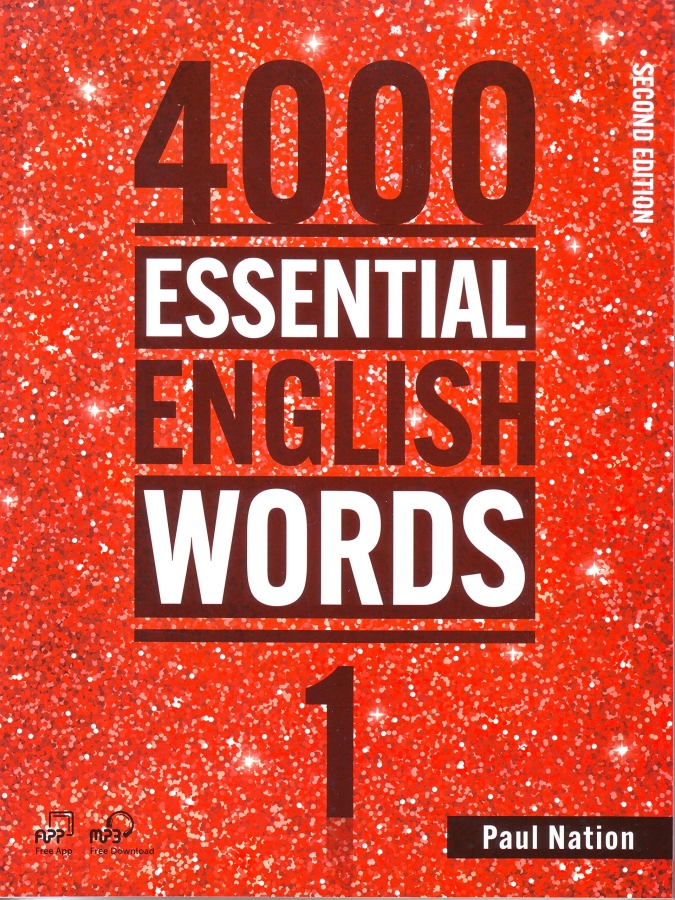 4000
ESSENTIAL
ENGLISH
WORDS
1
• SECOND EDITION •
APP
Free App
MP3
Free Download
Paul Nation